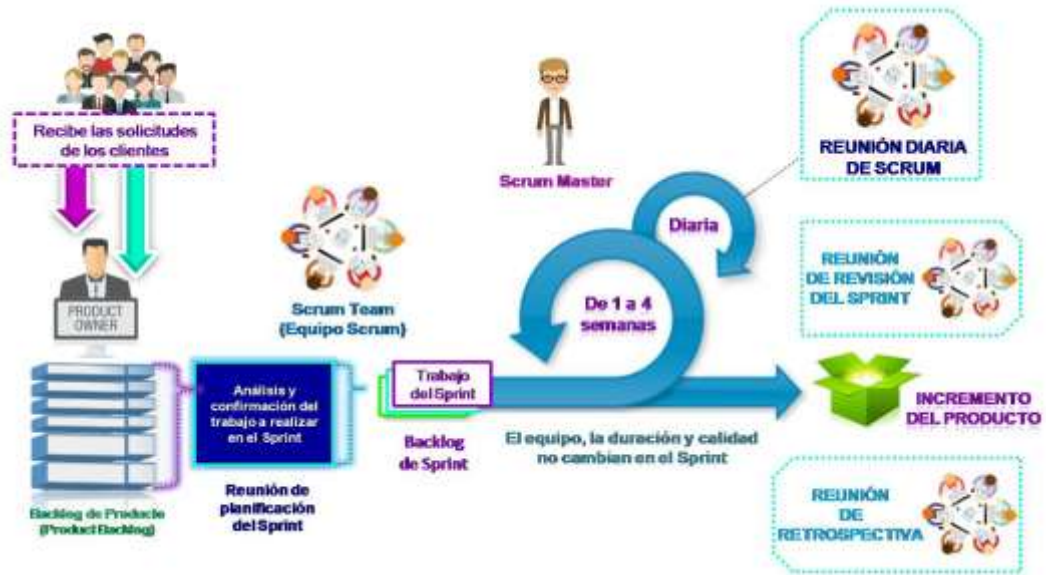 Recibe las solicitudes
de los clientes
PRODUCT
OWNER
Backlog de Producto
(Product Backlog)
Análisis y
confirmación del
trabajo a realizar
en el Sprint
Reunión de
planificación
del Sprint
Scrum Team
(Equipo Scrum)
Trabajo
del Sprint
Backlog
de Sprint
Scrum Master
Diaria
De 1 a 4
semanas
El equipo, la duración y calidad
no cambian en el Sprint
REUNIÓN DIARIA
DE SCRUM
REUNIÓN
DE REVISIÓN
DEL SPRINT
INCREMENTO
DEL PRODUCTO
REUNIÓN
DE
RETROSPECTIVA